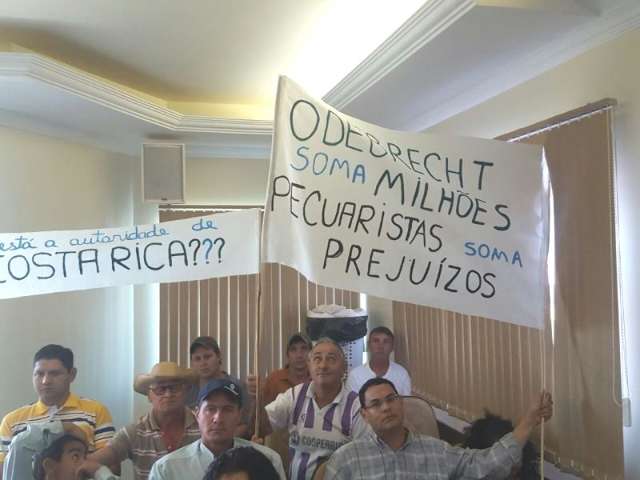 está a autoridade de
COSTA RICA???
ODEBRECHT
SOMA MILHÕES
PECUARISTAS SOMA
PREJUÍZOS